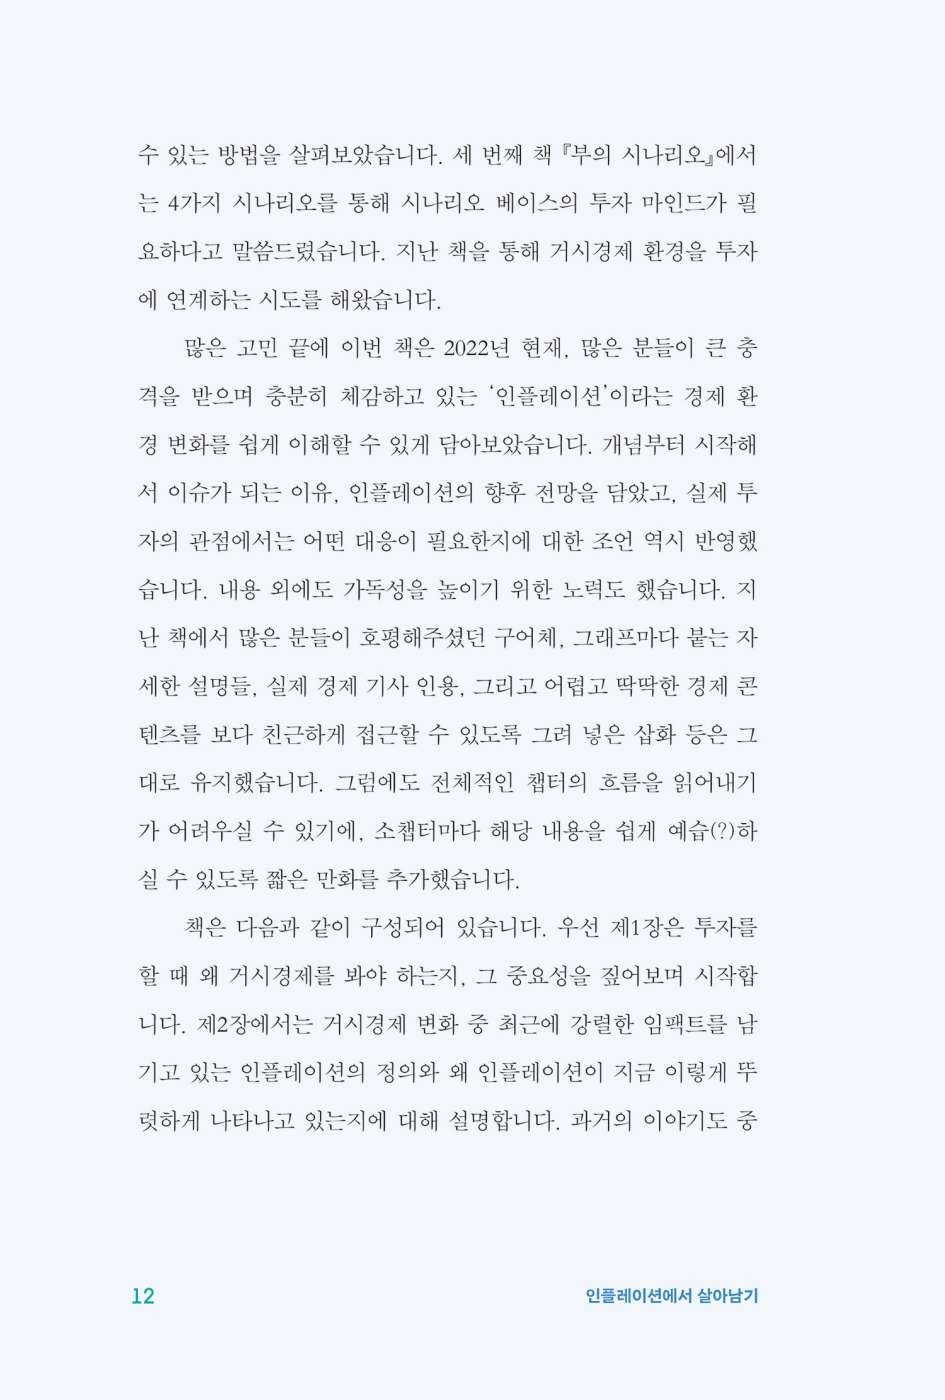 수 있는 방법을 살펴보았습니다. 세 번째 책 『부의 시나리오』에서
는 4가지 시나리오를 통해 시나리오 베이스의 투자 마인드가 필
요하다고 말씀드렸습니다. 지난 책을 통해 거시경제 환경을 투자
에 연계하는 시도를 해왔습니다.
많은 고민 끝에 이번 책은 2022년 현재, 많은 분들이 큰 충
격을 받으며 충분히 체감하고 있는 ‘인플레이션’이라는 경제 환
경 변화를 쉽게 이해할 수 있게 담아보았습니다. 개념부터 시작해
서 이슈가 되는 이유, 인플레이션의 향후 전망을 담았고, 실제 투
자의 관점에서는 어떤 대응이 필요한지에 대한 조언 역시 반영했
습니다. 내용 외에도 가독성을 높이기 위한 노력도 했습니다. 지
난 책에서 많은 분들이 호평해주셨던 구어체, 그래프마다 붙는 자
세한 설명들, 실제 경제 기사 인용, 그리고 어렵고 딱딱한 경제 콘
텐츠를 보다 친근하게 접근할 수 있도록 그려 넣은 삽화 등은 그
대로 유지했습니다. 그럼에도 전체적인 챕터의 흐름을 읽어내기
가 어려우실 수 있기에, 소챕터마다 해당 내용을 쉽게 예습(?)하
실 수 있도록 짧은 만화를 추가했습니다.
책은 다음과 같이 구성되어 있습니다. 우선 제1장은 투자를
할 때 왜 거시경제를 봐야 하는지, 그 중요성을 짚어보며 시작합
니다. 제2장에서는 거시경제 변화 중 최근에 강렬한 임팩트를 남
기고 있는 인플레이션의 정의와 왜 인플레이션이 지금 이렇게 뚜
렷하게 나타나고 있는지에 대해 설명합니다. 과거의 이야기도 중
12
인플레이션에서 살아남기